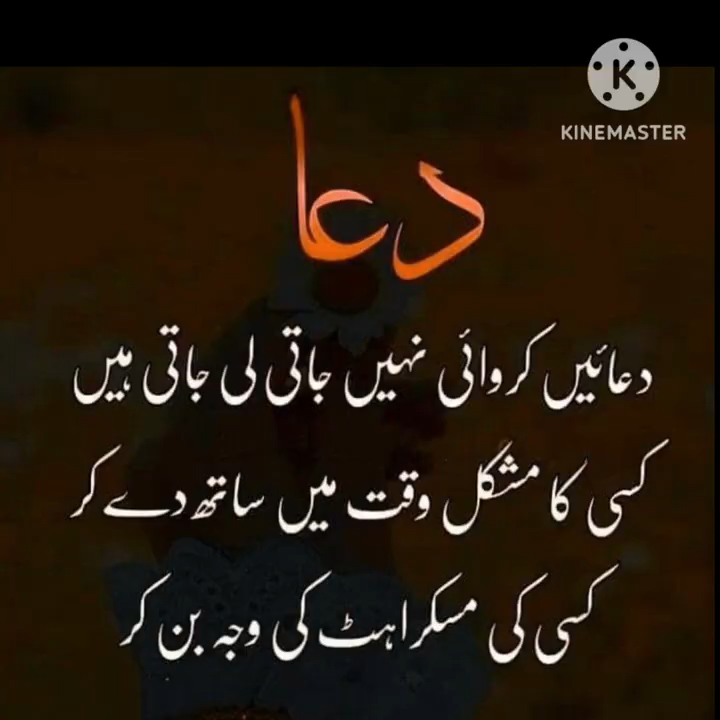 KINEMASTER
دعا
دعائیں کروائی نہیں جاتی لی جاتی ہیں
کسی کا مشکل وقت میں ساتھ دے کر
کسی کی مسکراہٹ کی وجہ بن کر